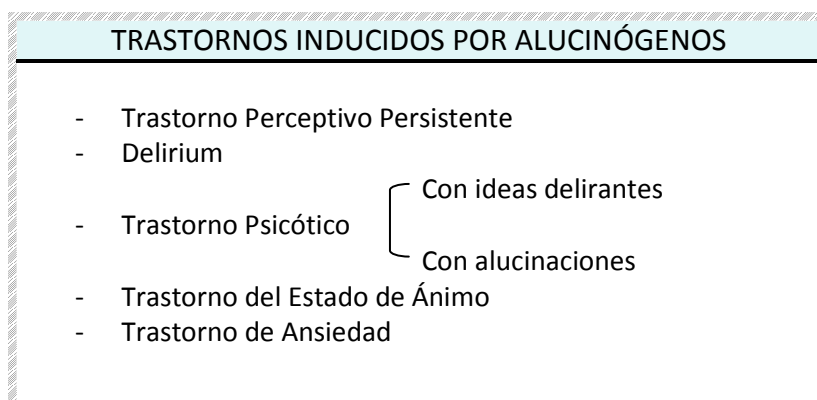 TRASTORNOS INDUCIDOS POR ALUCINÓGENOS
- Trastorno Perceptivo Persistente
- Delirium
Con ideas delirantes
- Trastorno Psicótico
Con alucinaciones
- Trastorno del Estado de Ánimo
- Trastorno de Ansiedad